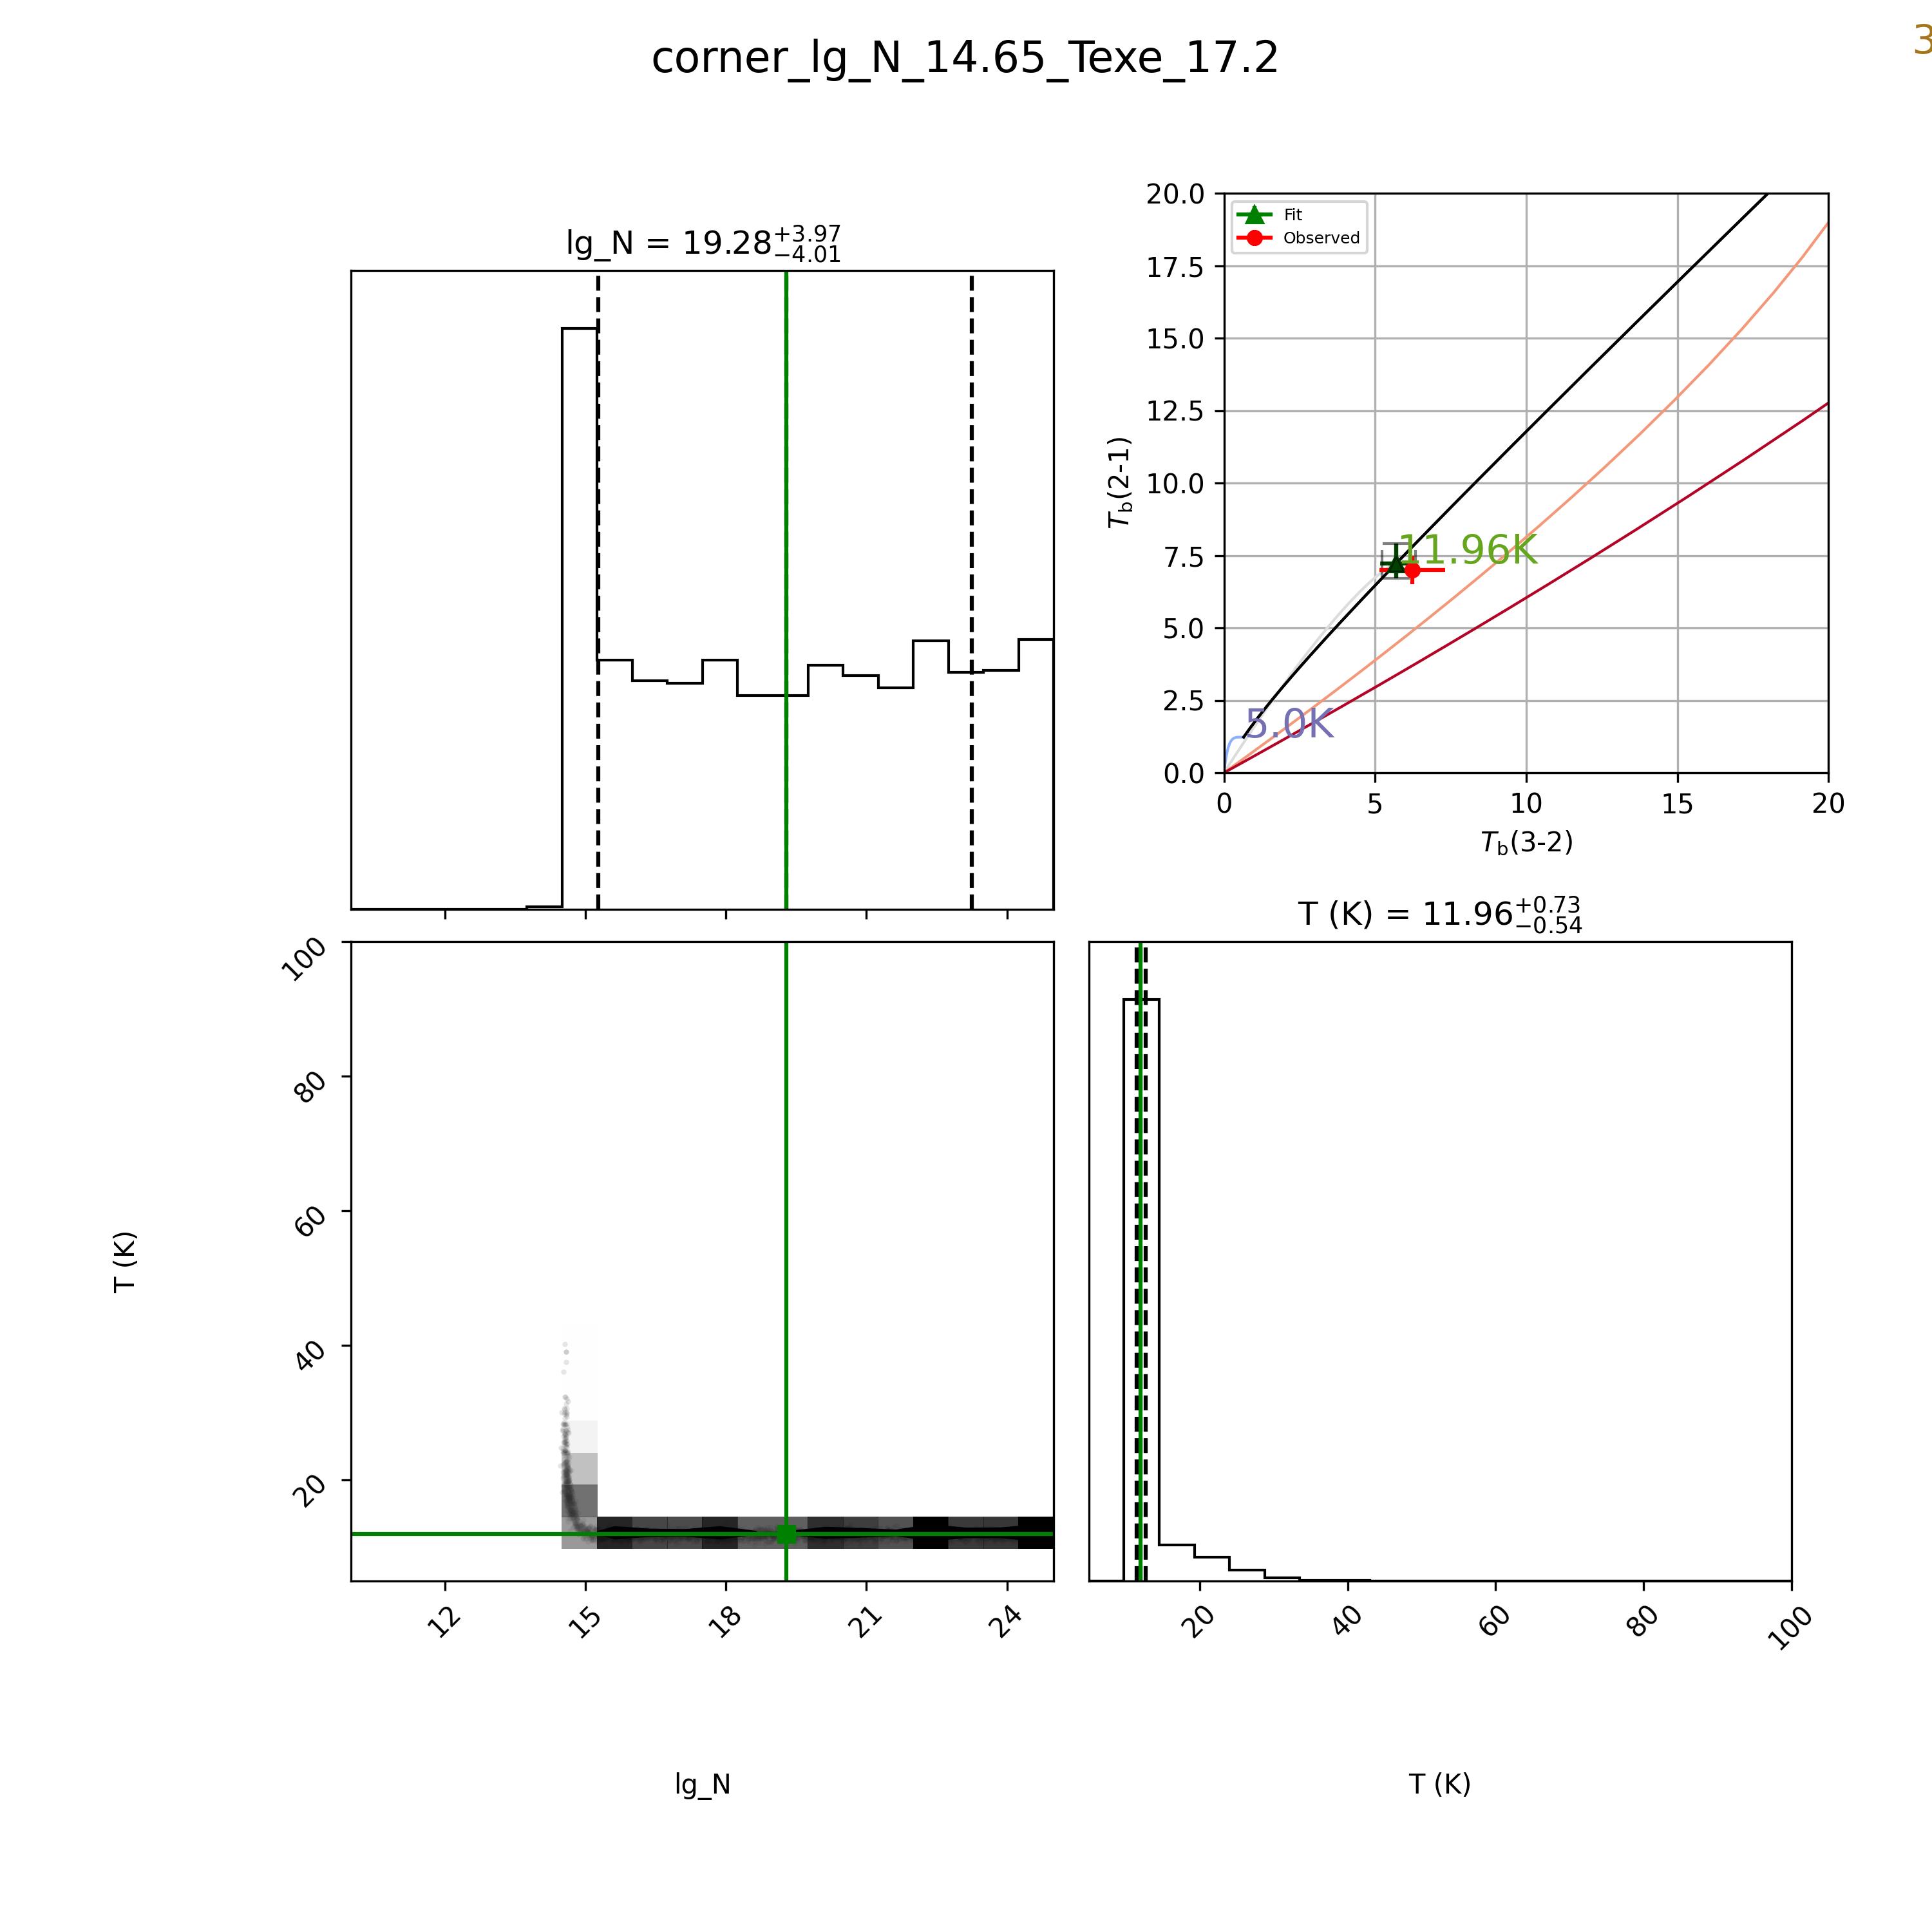 corner_lg_N_14.65_Texe_17.2
3
lg_N = 19.28+3.97−4.01
20.0
17.5
15.0
12.5
10.0
7.5
5.0
2.5
0.0
Tb(2-1)
Fit
Observed
11.96K
5.0K
0 5 10 15 20
Tb(3-2)
T (K) = 11.96+0.73−0.54
100
80
60
40
20
T (K)
12 15 18 21 24
lg_N
20 40 60 80 100
T (K)